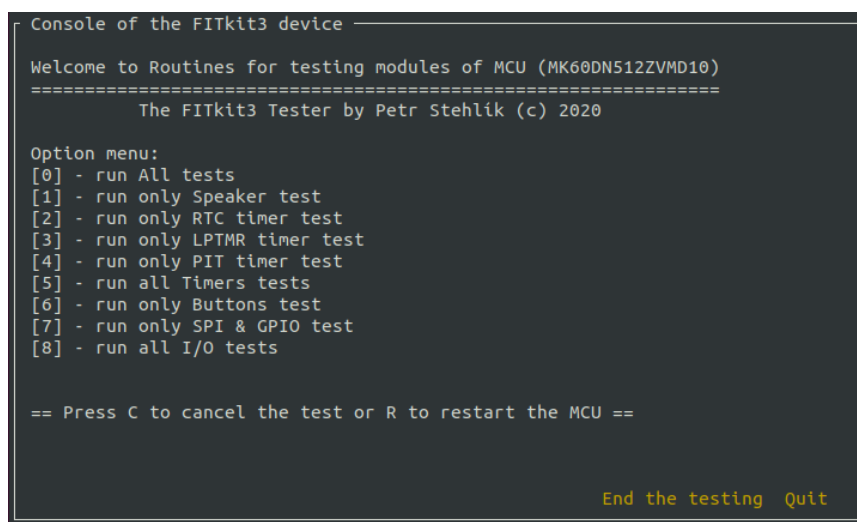 Console of the FITkit3 device
Welcome to Routines for testing modules of MCU (MK60DN512ZVMD10)
================================================================
The FITkit3 Tester by Petr Stehlík (c) 2020
Option menu:
[0] - run All tests
[1] - run only Speaker test
[2] - run only RTC timer test
[3] - run only LPTMR timer test
[4] - run only PIT timer test
[5] - run all Timers tests
[6] - run only Buttons test
[7] - run only SPI & GPIO test
[8] - run all I/O tests
== Press C to cancel the test or R to restart the MCU ==
End the testing Quit